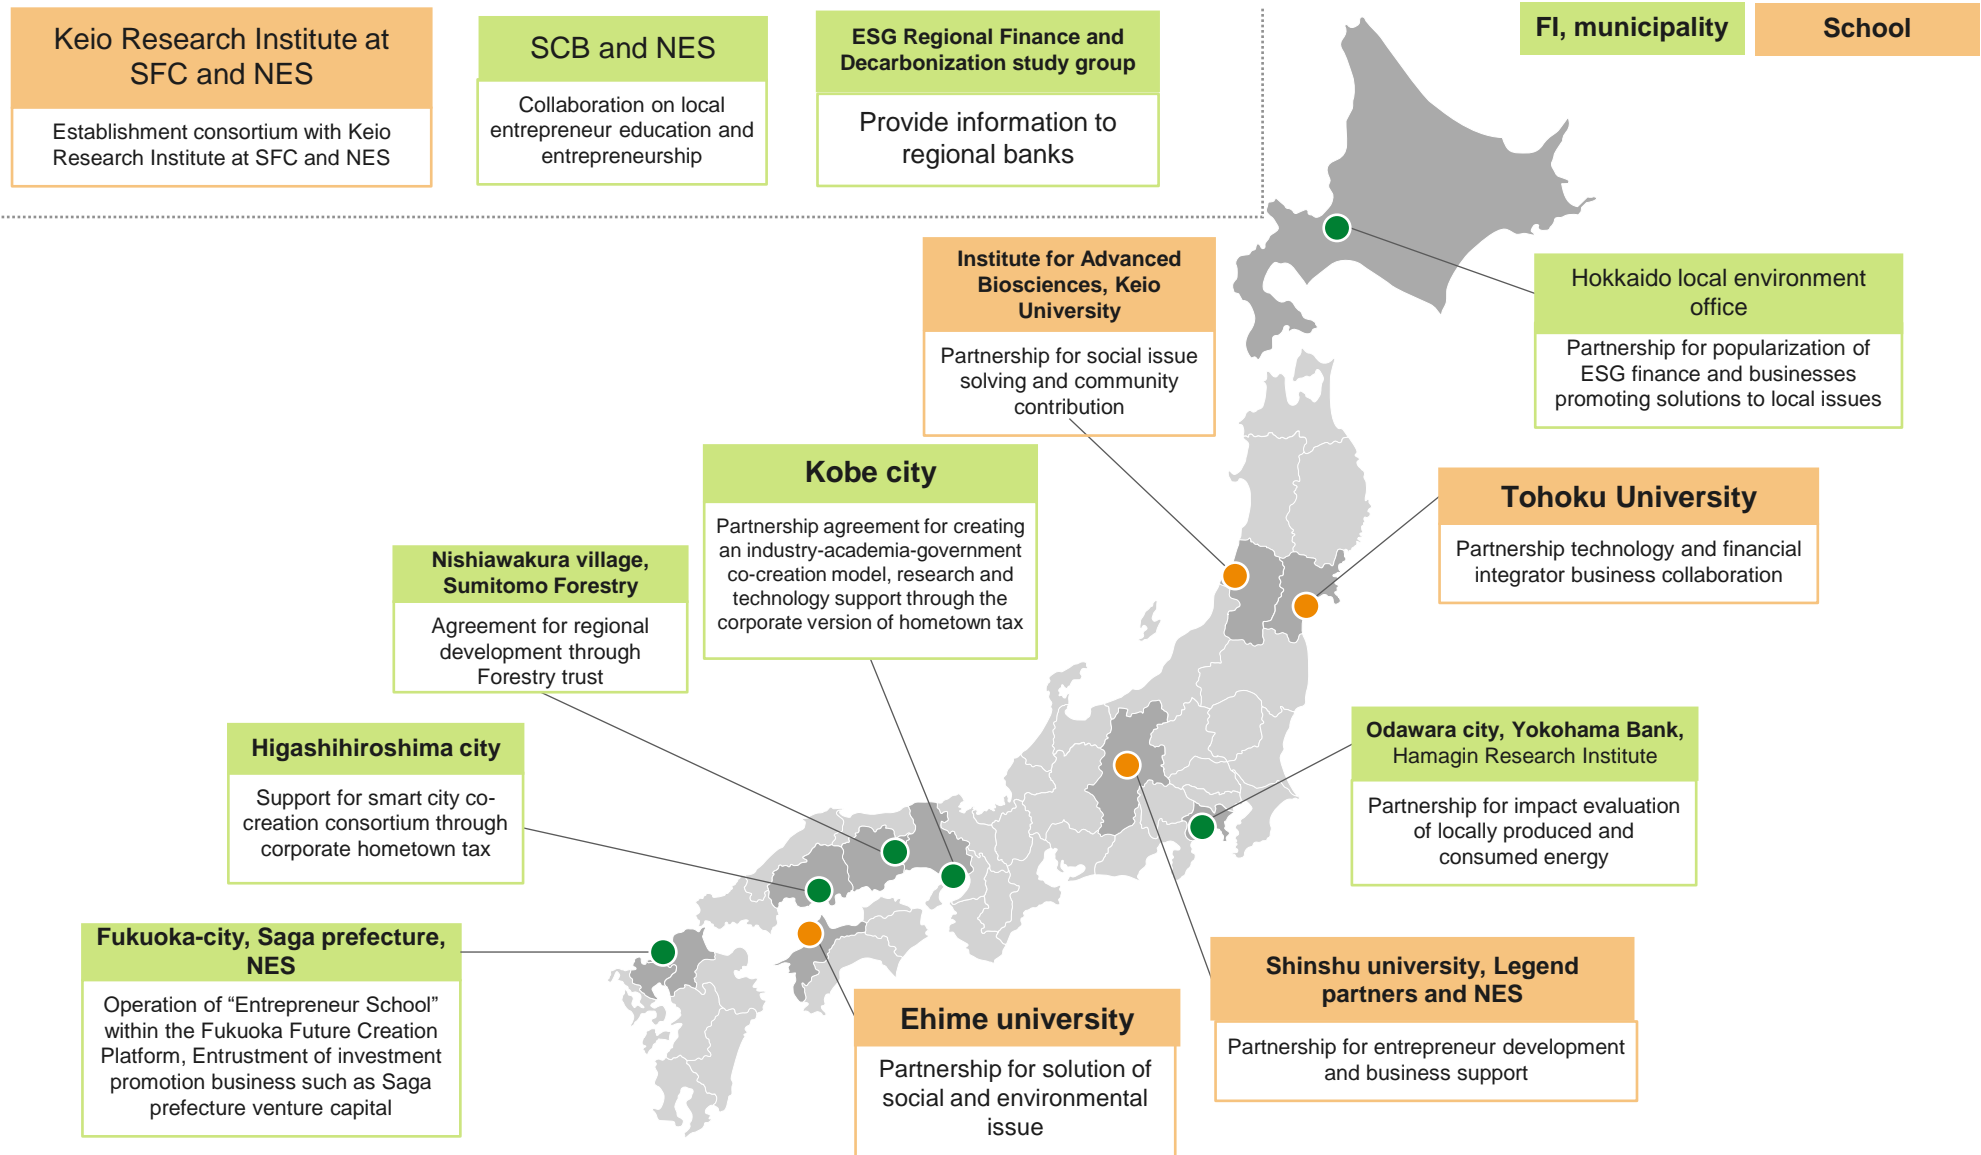 Keio Research Institute at
SFC and NES
Establishment consortium with Keio
Research Institute at SFC and NES
SCB and NES
Collaboration on local
entrepreneur education and
entrepreneurship
ESG Regional Finance and
Decarbonization study group
Provide information to
regional banks
FI, municipality
School
Institute for Advanced
Biosciences, Keio
University
Partnership for social issue
solving and community
contribution
Hokkaido local environment
office
Partnership for popularization of
ESG finance and businesses
promoting solutions to local issues
Kobe city
Partnership agreement for creating
an industry-academia-government
co-creation model, research and
technology support through the
corporate version of hometown tax
Tohoku University
Partnership technology and financial
integrator business collaboration
Nishiawakura village,
Sumitomo Forestry
Agreement for regional
development through
Forestry trust
Higashihiroshima city
Support for smart city co-
creation consortium through
corporate hometown tax
Odawara city, Yokohama Bank,
Hamagin Research Institute
Partnership for impact evaluation
of locally produced and
consumed energy
Fukuoka-city, Saga prefecture,
NES
Operation of “Entrepreneur School”
within the Fukuoka Future Creation
Platform, Entrustment of investment
promotion business such as Saga
prefecture venture capital
Ehime university
Partnership for solution of
social and environmental
issue
Shinshu university, Legend
partners and NES
Partnership for entrepreneur development
and business support